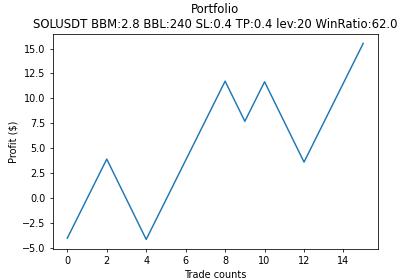 Portfolio
SOLUSDT BBM:2.8 BBL:240 SL:0.4 TP:0.4 lev:20 WinRatio:62.0
15.0
12.5
10.0
7.5
5.0
2.5
0.0
−2.5
−5.0
Profit ($)
0 2 4 6 8 10 12 14
Trade counts